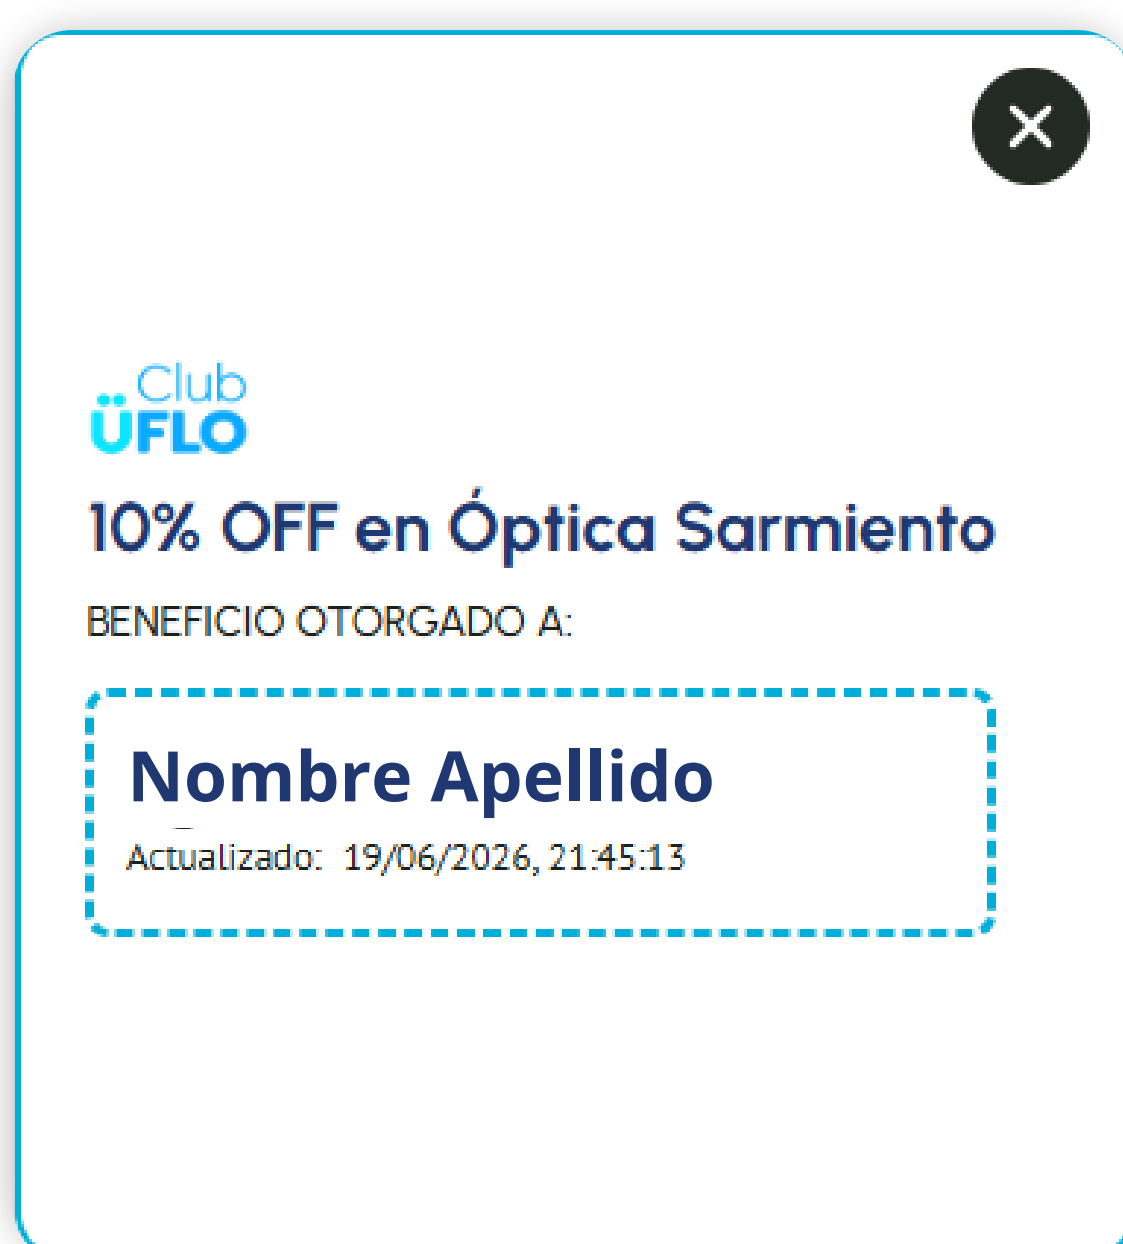 Club
ÜFLO
10% OFF en Óptica Sarmiento
BENEFICIO OTORGADO A:
Nombre Apellido
Actualizado: 19/06/2026, 21:45:13